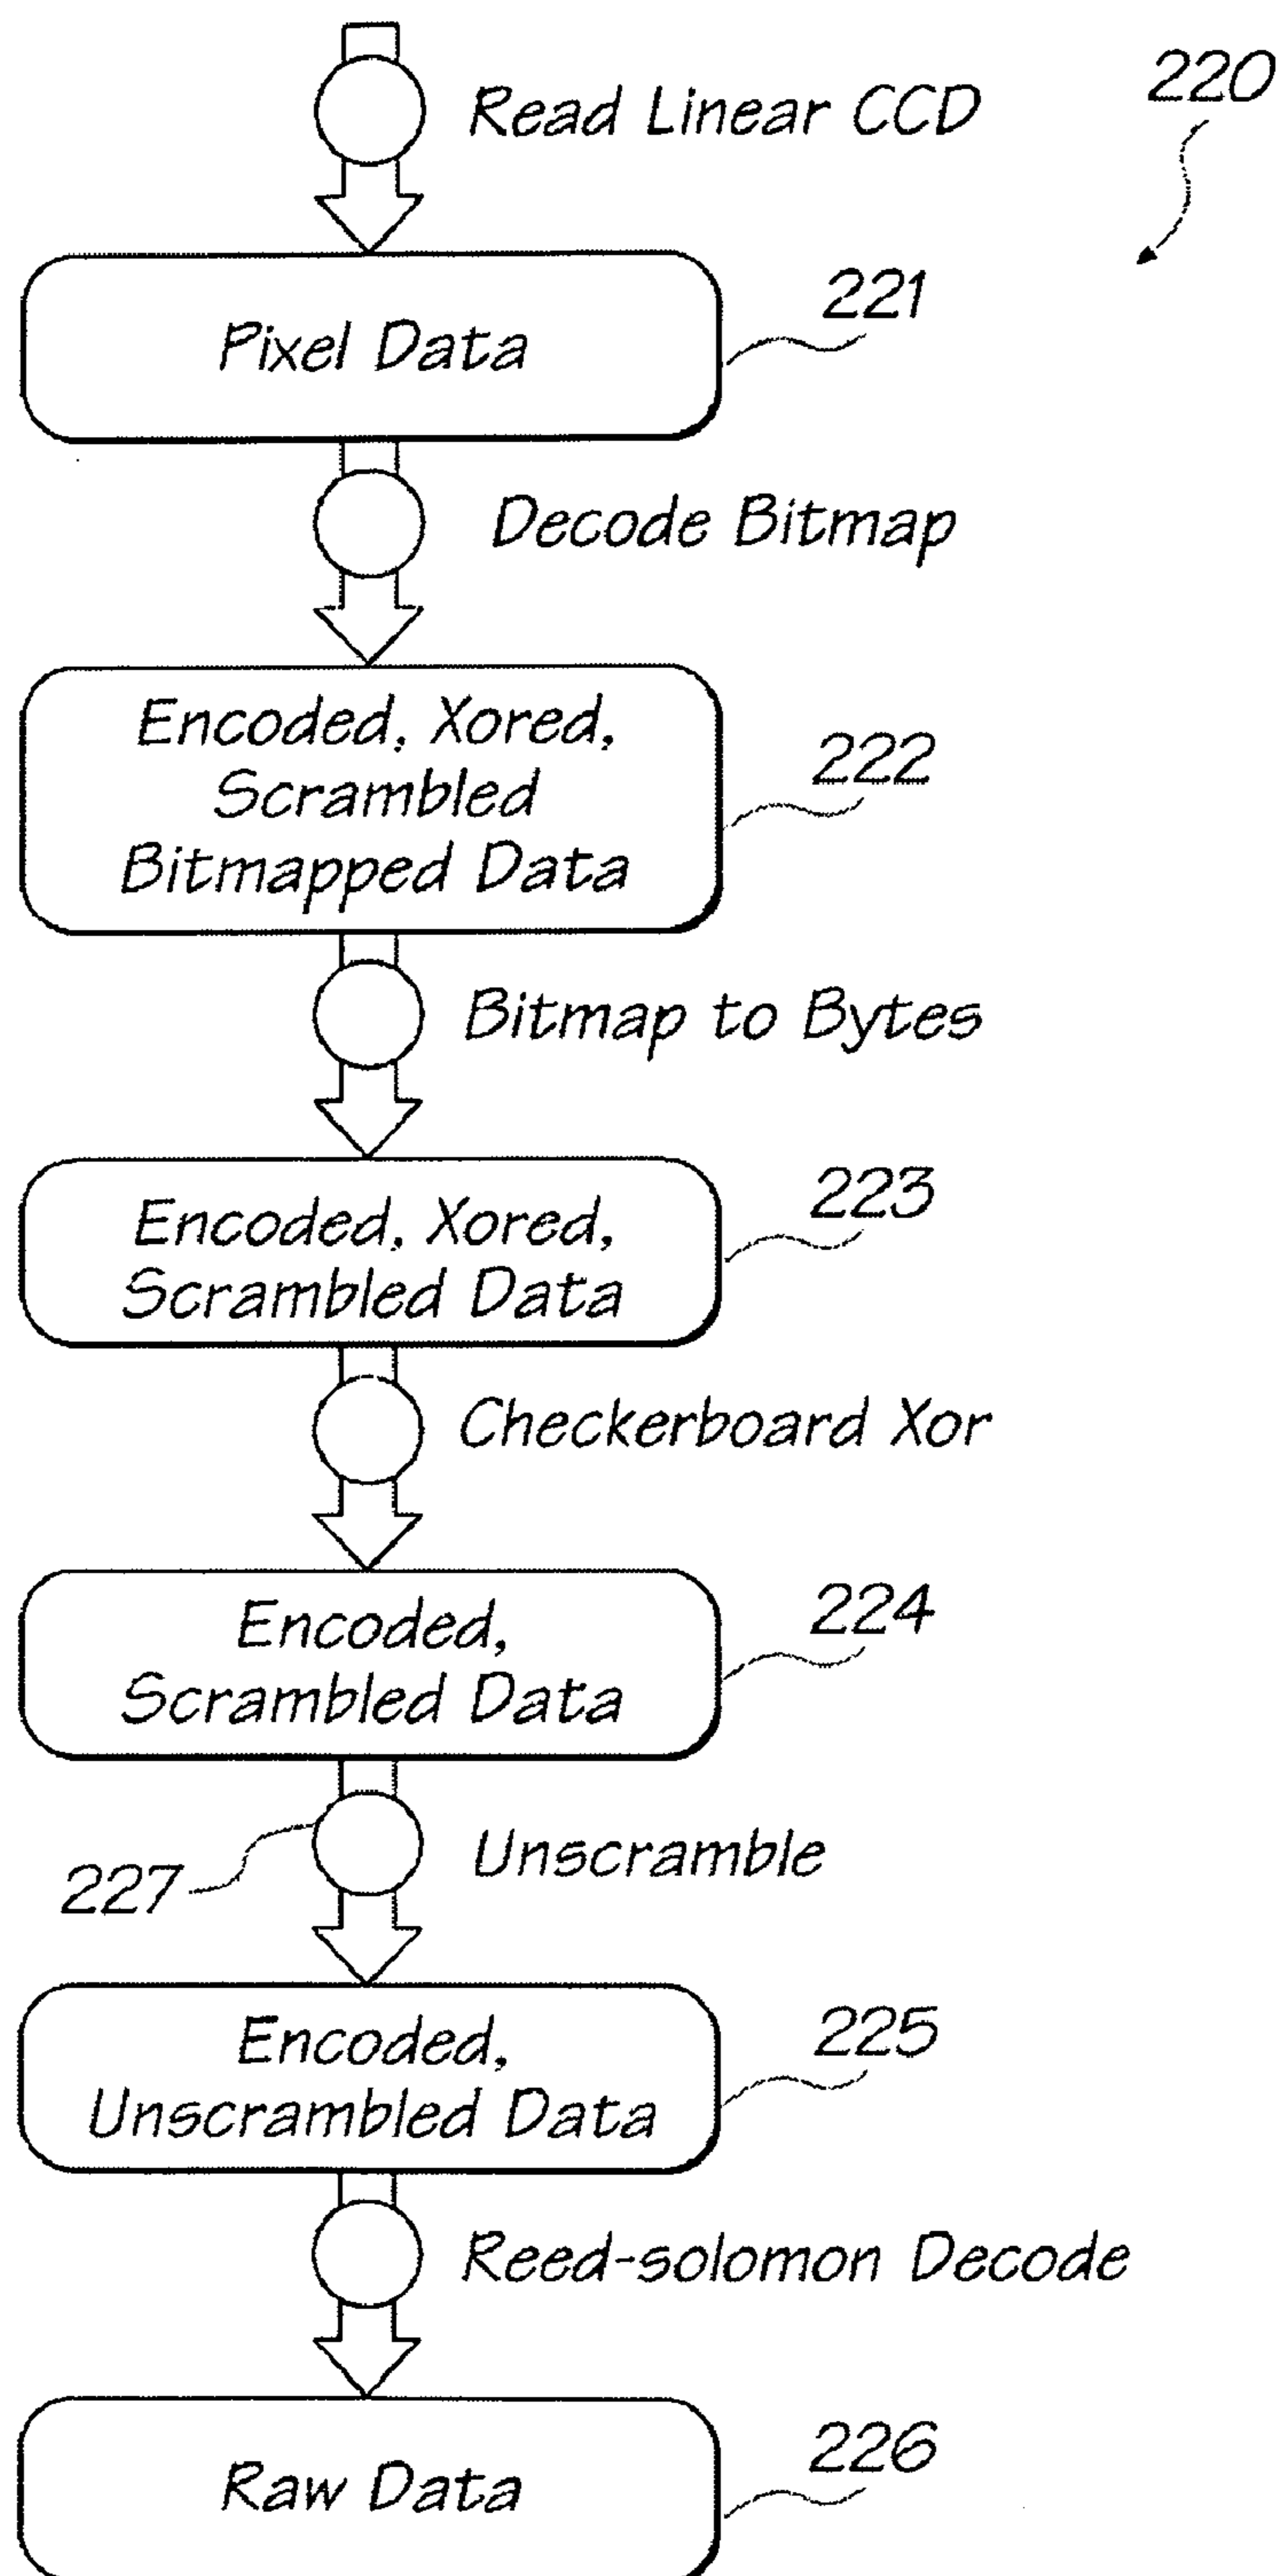 Read Linear CCD
220
Pixel Data
221
Decode Bitmap
Encoded, Xored,
Scrambled
Bitmapped Data
222
Bitmap to Bytes
Encoded, Xored,
Scrambled Data
223
Checkerboard Xor
Encoded,
Scrambled Data
224
227
Unscramble
Encoded,
Unscrambled Data
225
Reed-solomon Decode
Raw Data
226